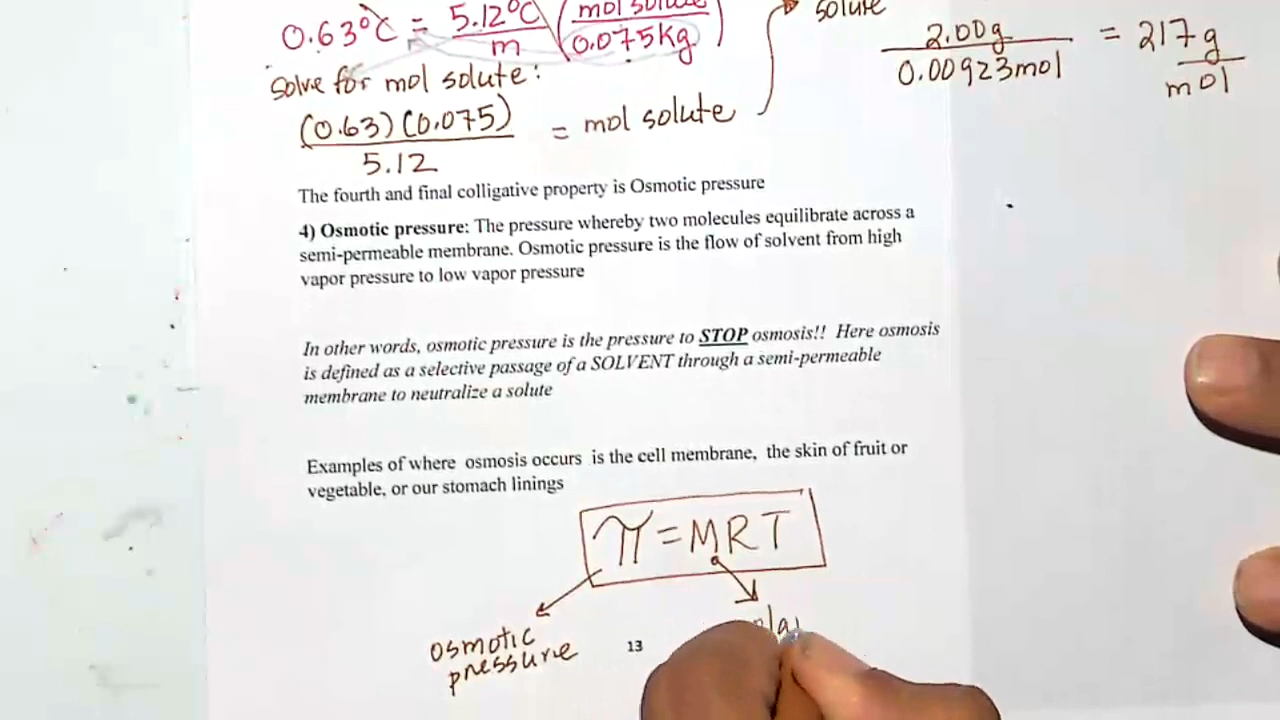 0.63°C = 5.12°C/m (mol solute/0.075Kg)
solute
2.00g/0.00923mol = 217 g/mol
Solve for mol solute:
(0.63)(0.075)/5.12 = mol solute
The fourth and final colligative property is Osmotic pressure
4) Osmotic pressure: The pressure whereby two molecules equilibrate across a
semi-permeable membrane. Osmotic pressure is the flow of solvent from high
vapor pressure to low vapor pressure
In other words, osmotic pressure is the pressure to STOP osmosis!! Here osmosis
is defined as a selective passage of a SOLVENT through a semi-permeable
membrane to neutralize a solute
Examples of where osmosis occurs is the cell membrane, the skin of fruit or
vegetable, or our stomach linings
π = MRT
osmotic
pressure
13